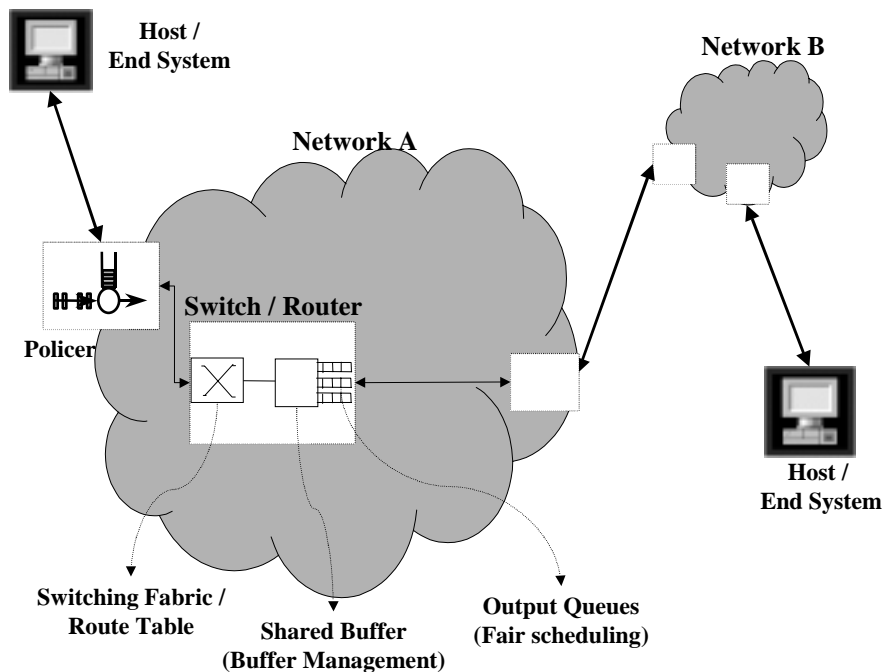 Host /
End System
Network B
Network A
Switch / Router
Policer
Host /
End System
Switching Fabric /
Route Table
Shared Buffer
(Buffer Management)
Output Queues
(Fair scheduling)